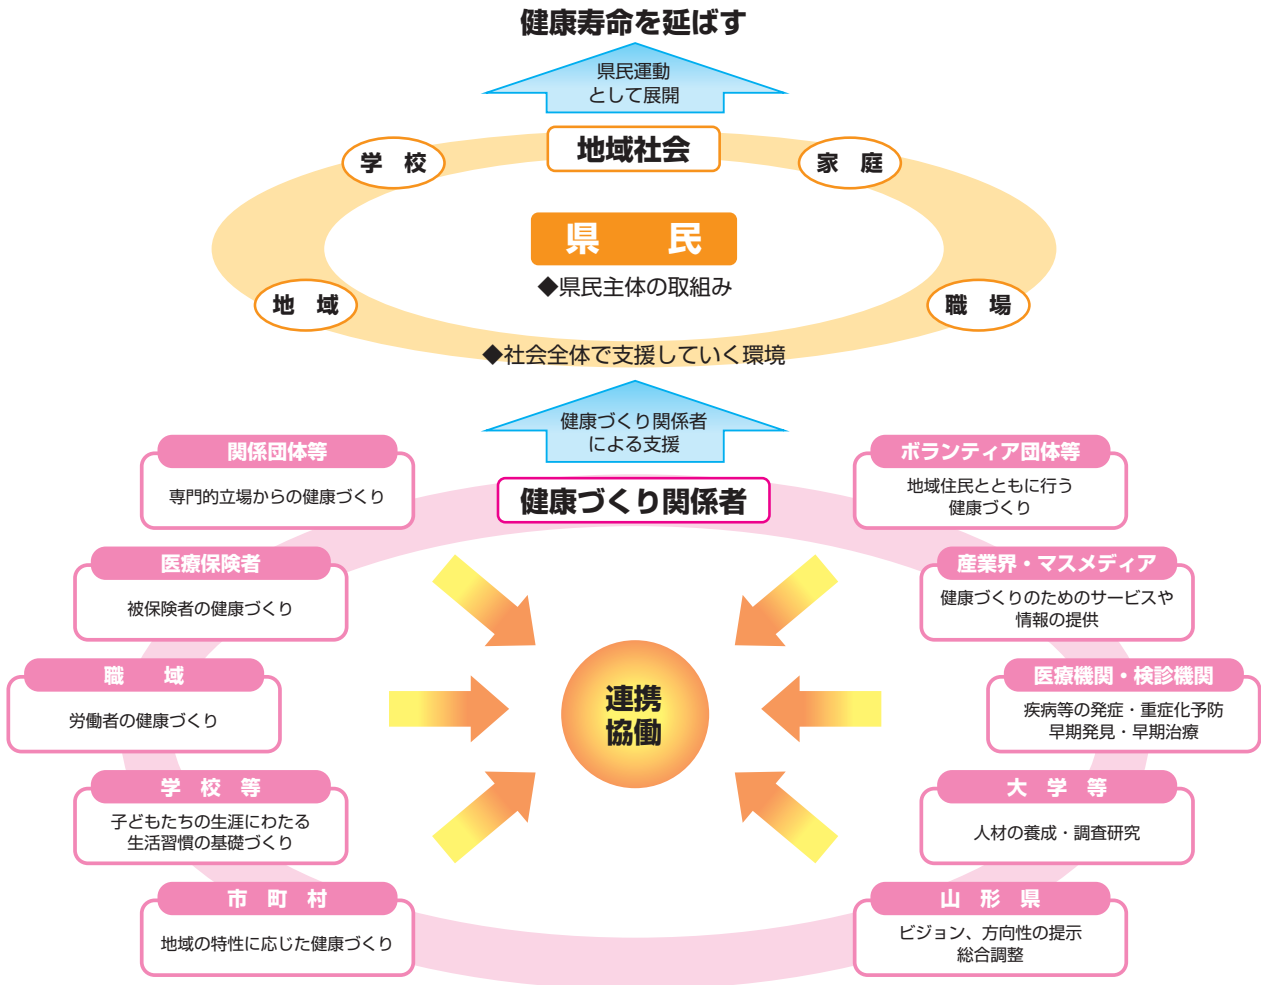 健康寿命を延ばす
県民運動
として展開
地域社会
学　校
家　庭
県　民
◆県民主体の取組み
地　域
職　場
◆社会全体で支援していく環境
健康づくり関係者
による支援
健康づくり関係者
関係団体等
専門的立場からの健康づくり
ボランティア団体等
地域住民とともに行う
健康づくり
医療保険者
被保険者の健康づくり
産業界・マスメディア
健康づくりのためのサービスや
情報の提供
職　域
労働者の健康づくり
連携
協働
医療機関・検診機関
疾病等の発症・重症化予防
早期発見・早期治療
学　校　等
子どもたちの生涯にわたる
生活習慣の基礎づくり
大　学　等
人材の養成・調査研究
市　町　村
地域の特性に応じた健康づくり
山　形　県
ビジョン、方向性の提示
総合調整